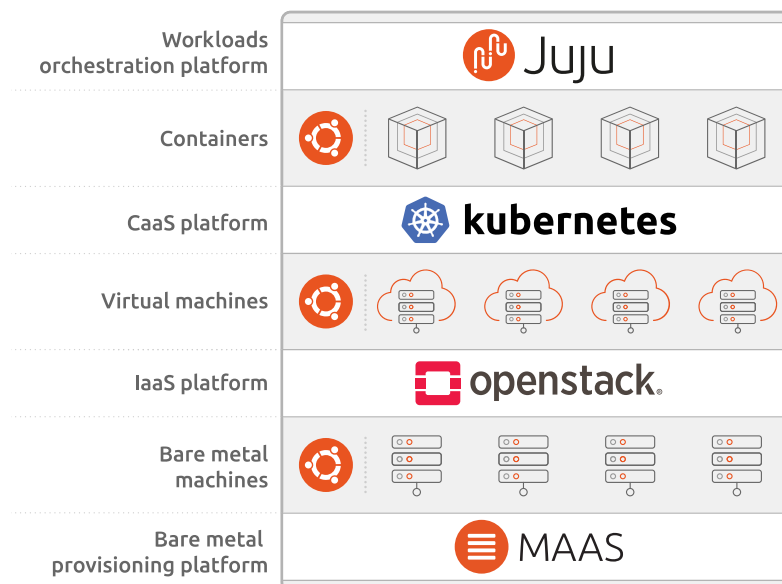 Workloads
orchestration platform
Juju
Containers
CaaS platform
kubernetes
Virtual machines
IaaS platform
openstack.
Bare metal
machines
Bare metal
provisioning platform
MAAS